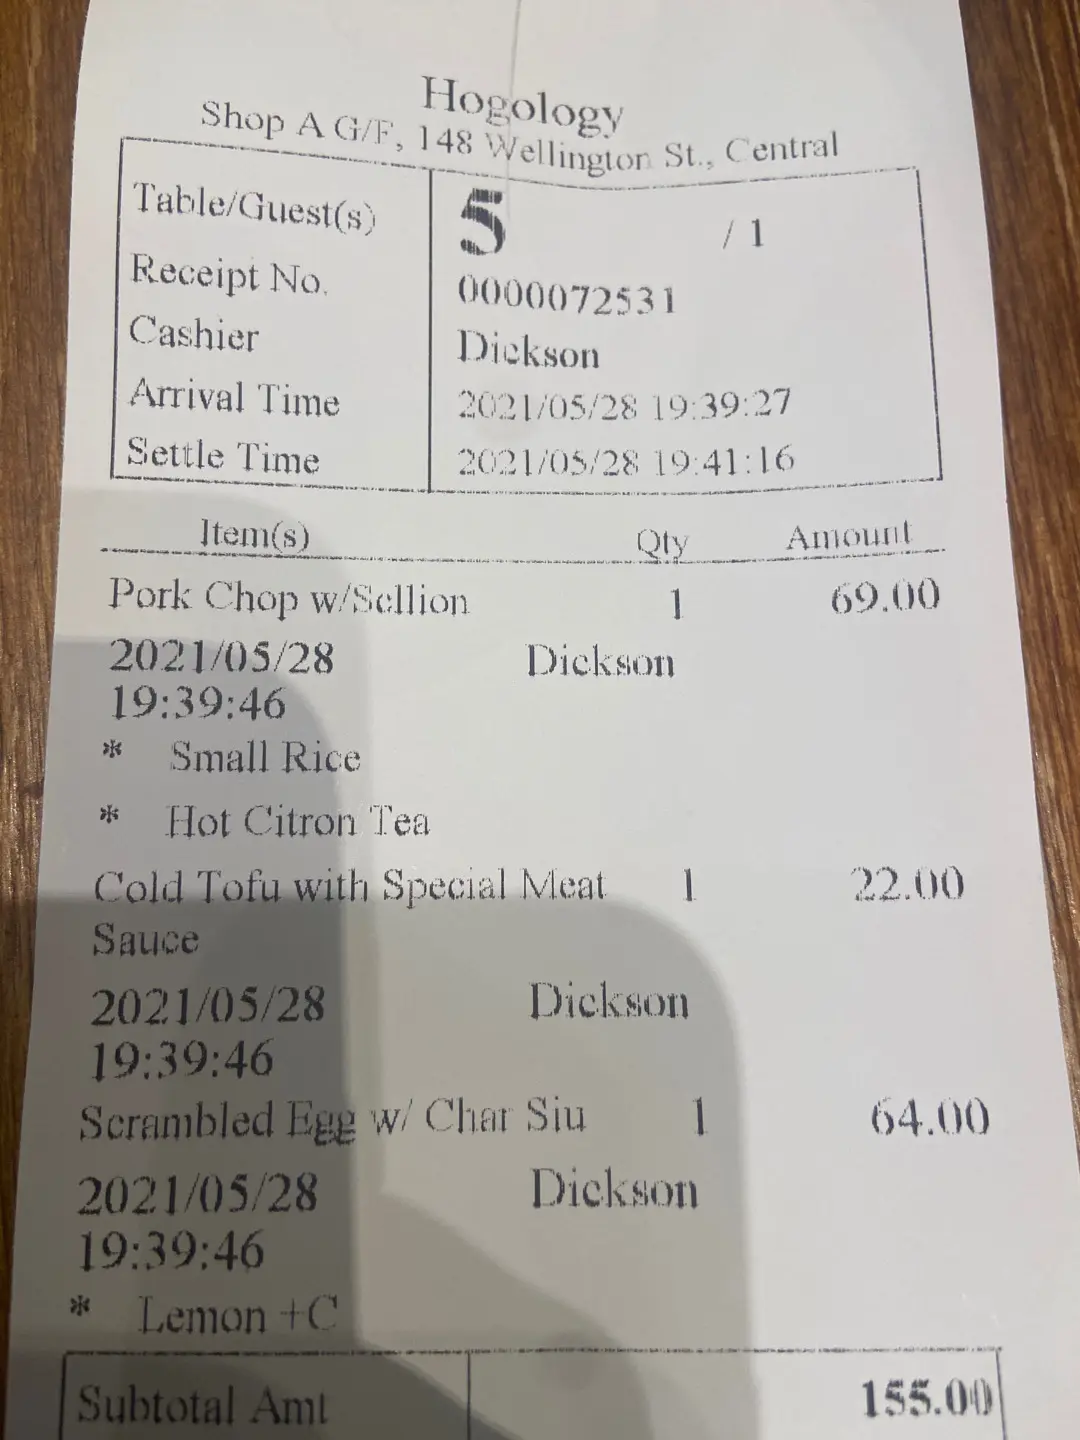 Hogology
Shop A G/F, 148 Wellington St., Central
Table/Guest(s) 5 / 1
Receipt No. 0000072531
Cashier Dickson
Arrival Time 2021/05/28 19:39:27
Settle Time 2021/05/28 19:41:16
Item(s) Qty Amount
Pork Chop w/Scllion 1 69.00
2021/05/28 Dickson
19:39:46
* Small Rice
* Hot Citron Tea
Cold Tofu with Special Meat 1 22.00
Sauce
2021/05/28 Dickson
19:39:46
Scrambled Egg w/ Char Siu 1 64.00
2021/05/28 Dickson
19:39:46
* Lemon +C
Subtotal Amt 155.00